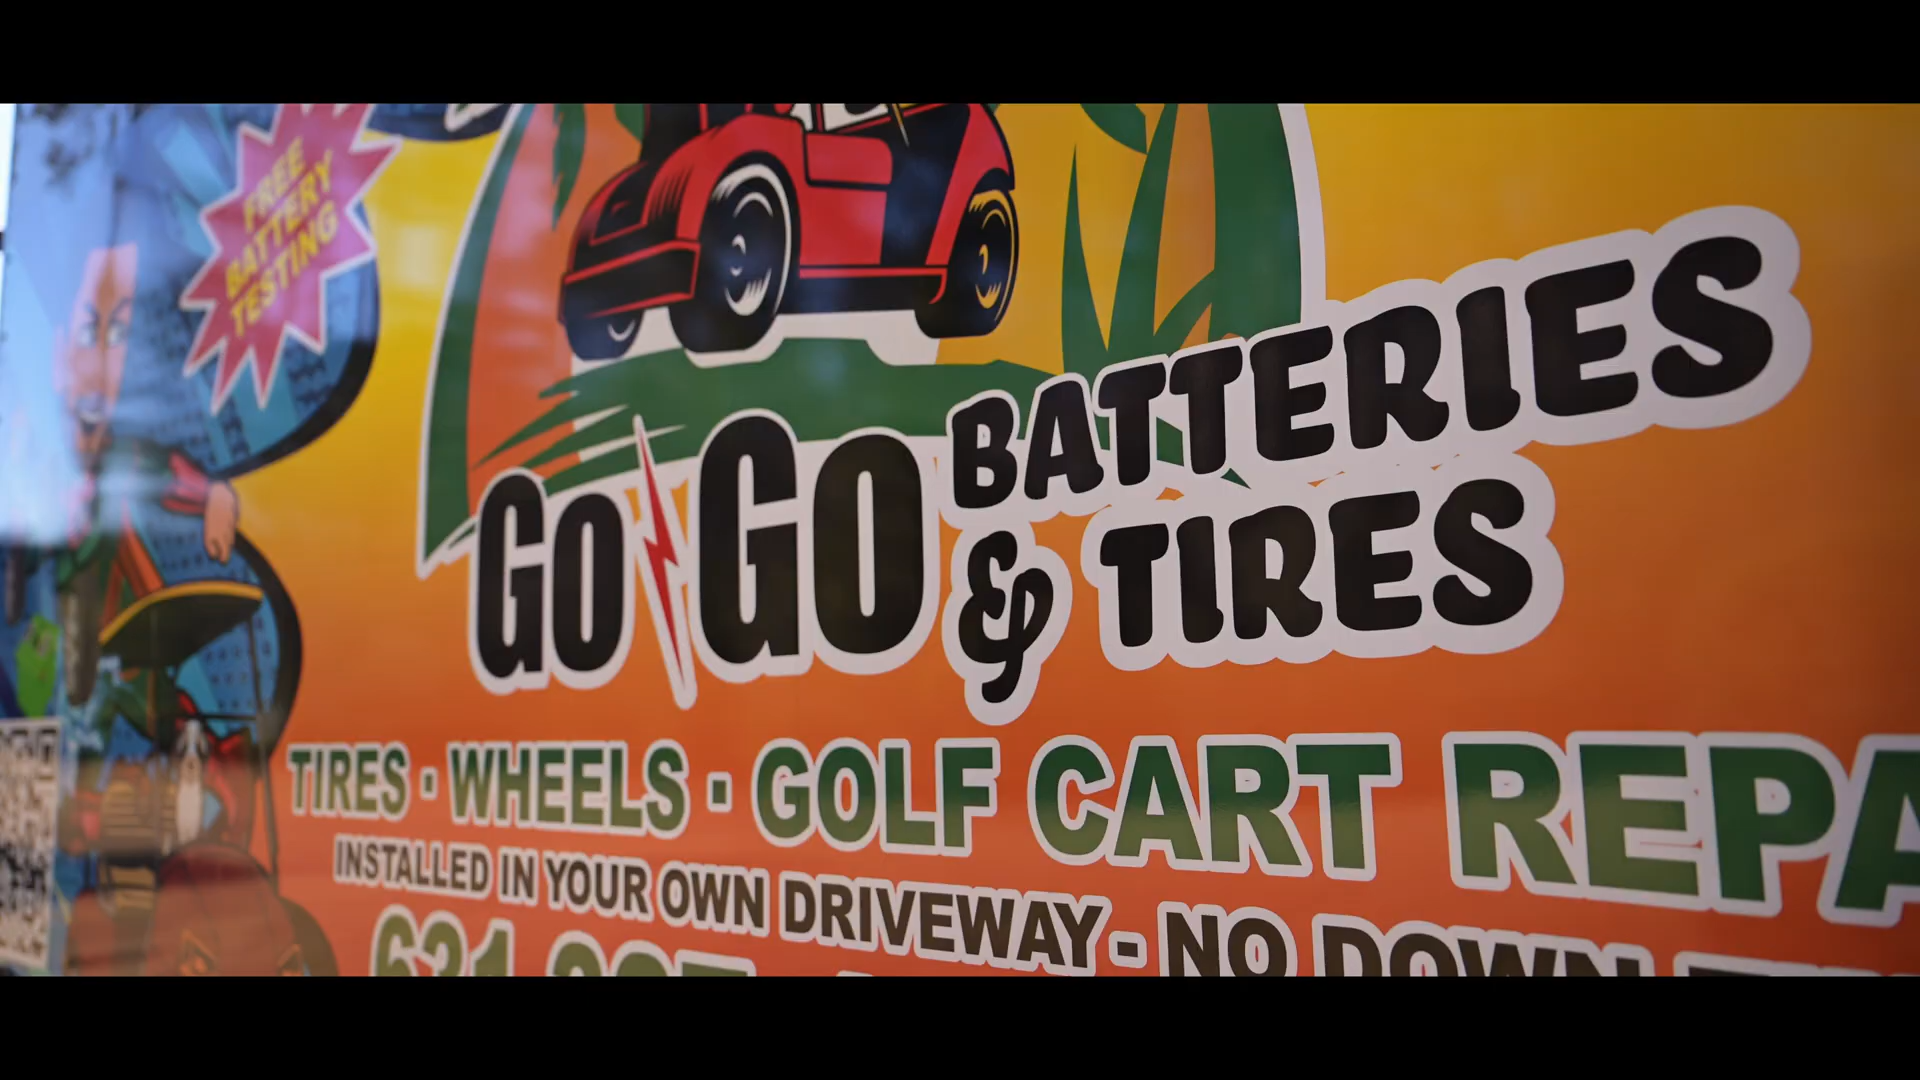 FREE
BATTERY
TESTING
GO GO BATTERIES
& TIRES
TIRES · WHEELS · GOLF CART REPA
INSTALLED IN YOUR OWN DRIVEWAY - NO DOWN